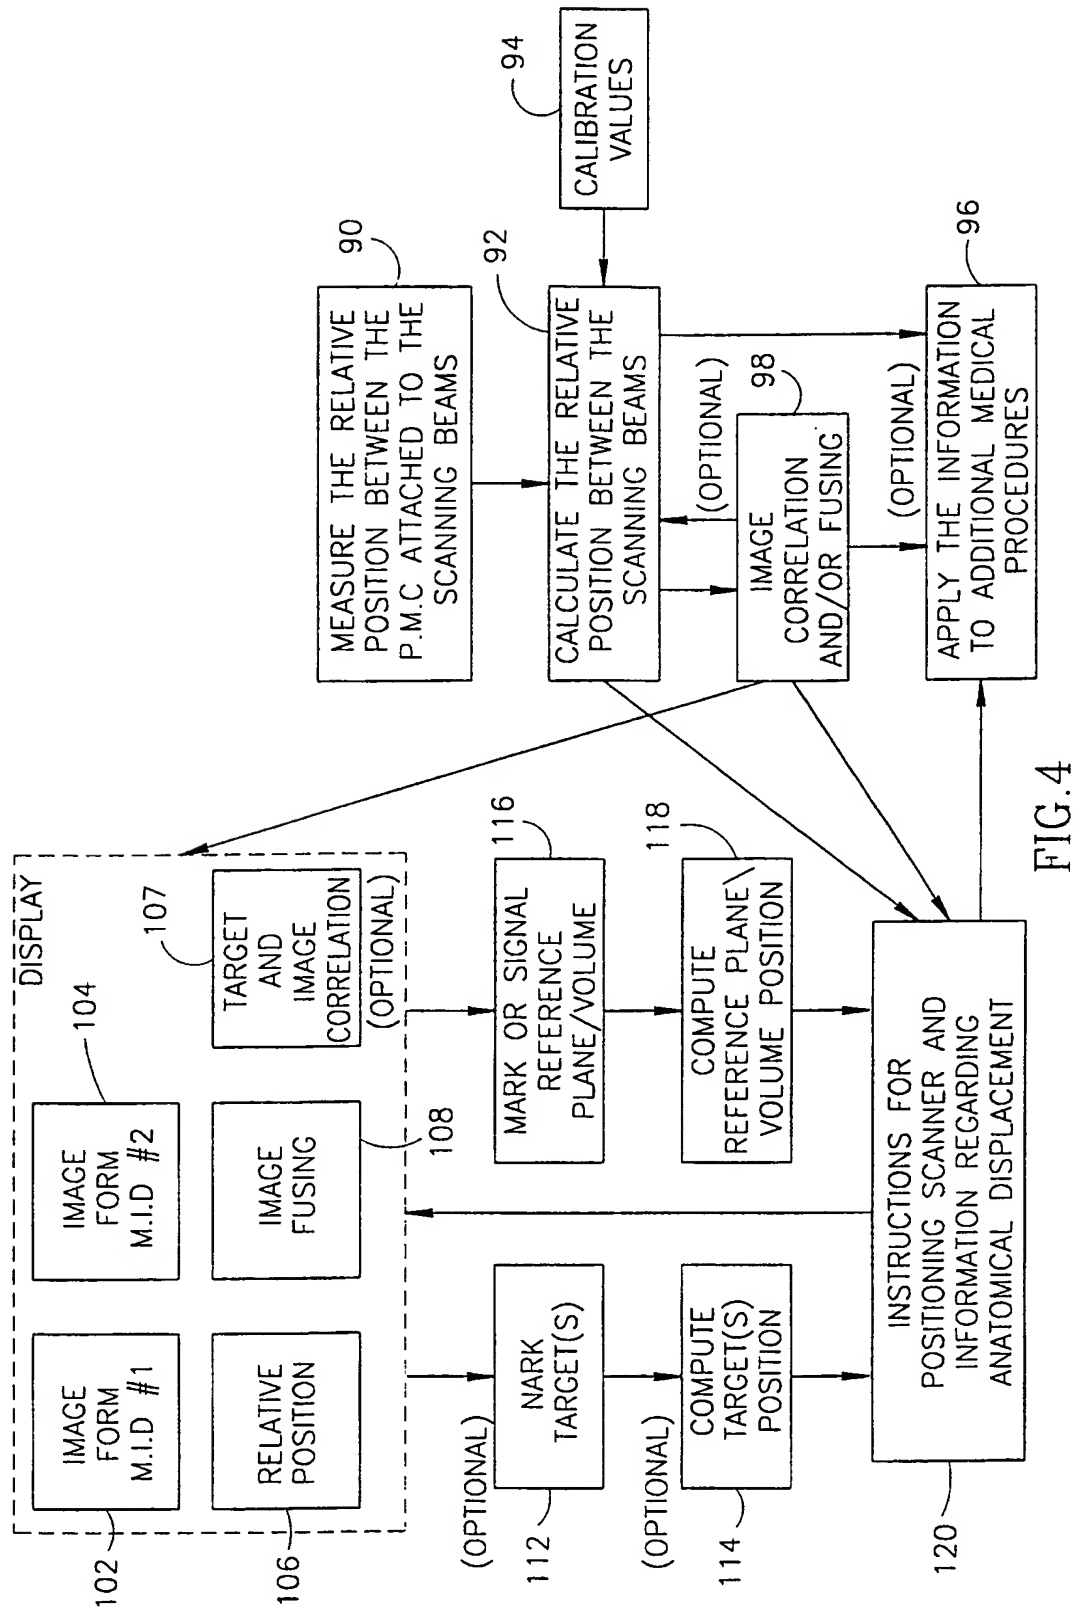 DISPLAY
102
IMAGE
FORM
M.I.D #1
104
IMAGE
FORM
M.I.D #2
106
RELATIVE
POSITION
108
IMAGE
FUSING
107
TARGET
AND
IMAGE
CORRELATION
(OPTIONAL)
90
MEASURE THE RELATIVE
POSITION BETWEEN THE
P.M.C ATTACHED TO THE
SCANNING BEAMS
92
CALCULATE THE RELATIVE
POSITION BETWEEN THE
SCANNING BEAMS
94
CALIBRATION
VALUES
(OPTIONAL)
98
IMAGE
CORRELATION
AND/OR FUSING
(OPTIONAL)
96
APPLY THE INFORMATION
TO ADDITIONAL MEDICAL
PROCEDURES
(OPTIONAL)
112
NARK
TARGET(S)
(OPTIONAL)
114
COMPUTE
TARGET(S)
POSITION
116
MARK OR SIGNAL
REFERENCE
PLANE/VOLUME
118
COMPUTE
REFERENCE PLANE\
VOLUME POSITION
120
INSTRUCTIONS FOR
POSITIONING SCANNER AND
INFORMATION REGARDING
ANATOMICAL DISPLACEMENT
FIG.4